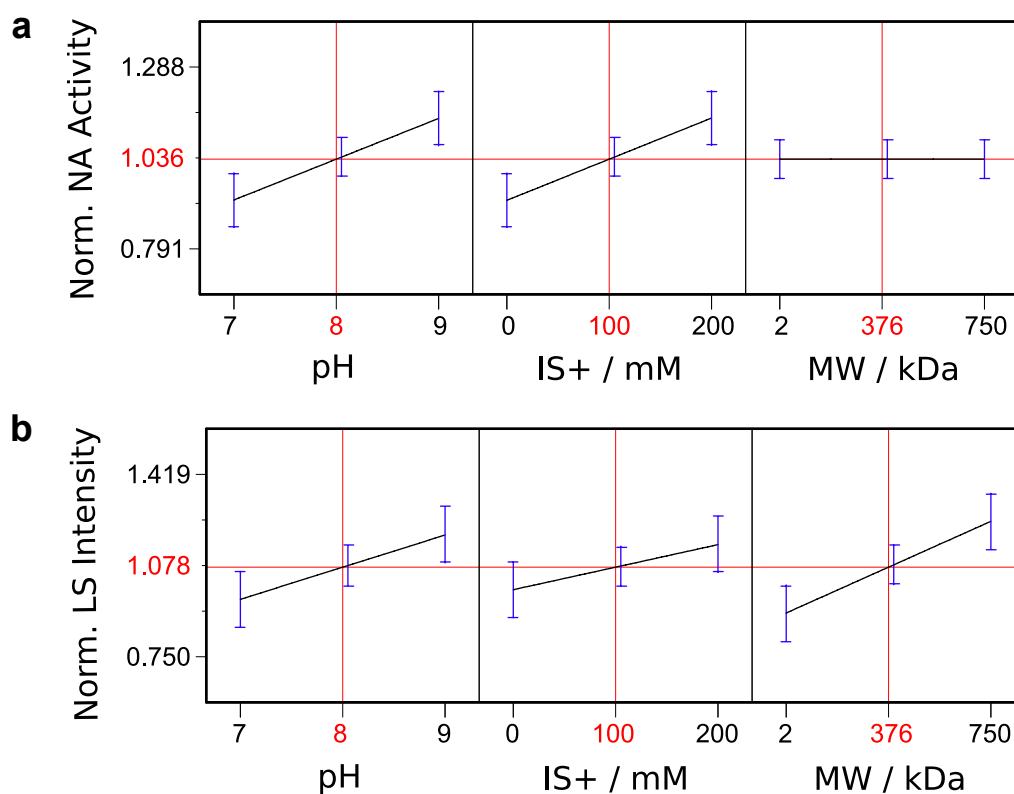 a
Norm. NA Activity
1.288
1.036
0.791
7 8 9 0 100 200 2 376 750
pH IS+ / mM MW / kDa
b
Norm. LS Intensity
1.419
1.078
0.750
7 8 9 0 100 200 2 376 750
pH IS+ / mM MW / kDa